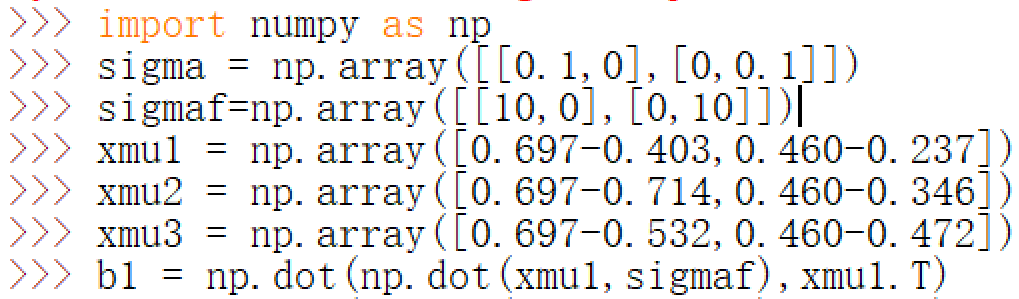 >>> import numpy as np
>>> sigma = np.array([[0.1,0],[0,0.1]])
>>> sigmaf=np.array([[10,0],[0,10]])
>>> xmu1 = np.array([0.697-0.403,0.460-0.237])
>>> xmu2 = np.array([0.697-0.714,0.460-0.346])
>>> xmu3 = np.array([0.697-0.532,0.460-0.472])
>>> b1 = np.dot(np.dot(xmu1,sigmaf),xmu1.T)